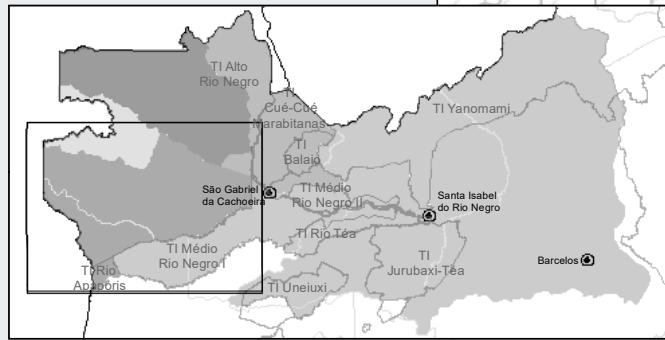 TI Alto
Rio Negro
TI
Cué-Cué
Marabitanas
TI Yanomami
TI
Balaio
São Gabriel
da Cachoeira
TI Médio
Rio Negro II
Santa Isabel
do Rio Negro
TI Rio Téa
TI Médio
Rio Negro I
TI
Jurubaxi-Téa
Barcelos
TI Rio
Apapóris
TI Uneiuxi